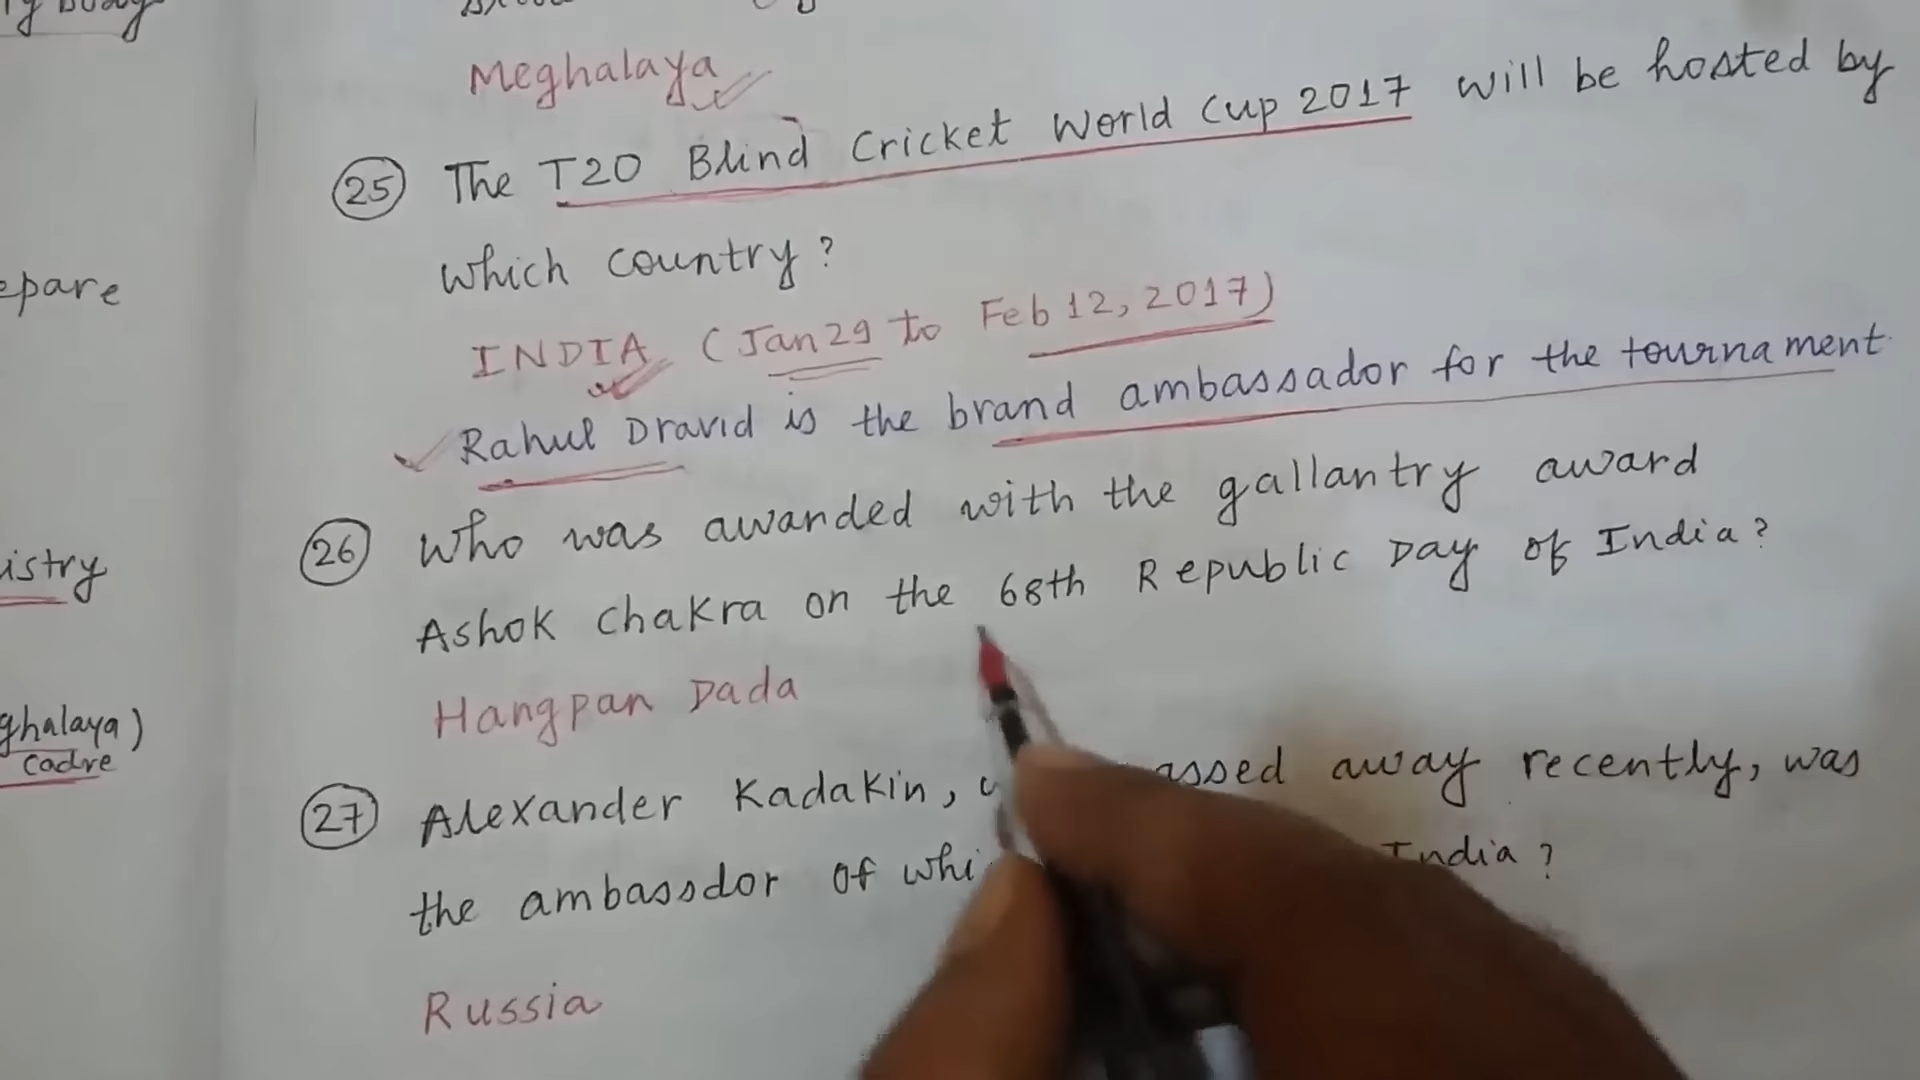 epare
istry
ghalaya)
cadre
Meghalaya
25 The T20 Blind Cricket World Cup 2017 will be hosted by
which country?
INDIA (Jan 29 to Feb 12, 2017)
Rahul Dravid is the brand ambassador for the tournament.
26 Who was awarded with the gallantry award
Ashok Chakra on the 68th Republic Day of India?
Hangpan Dada
27 Alexander Kadakin, assed away recently, was
the ambassdor of whi India?
Russia